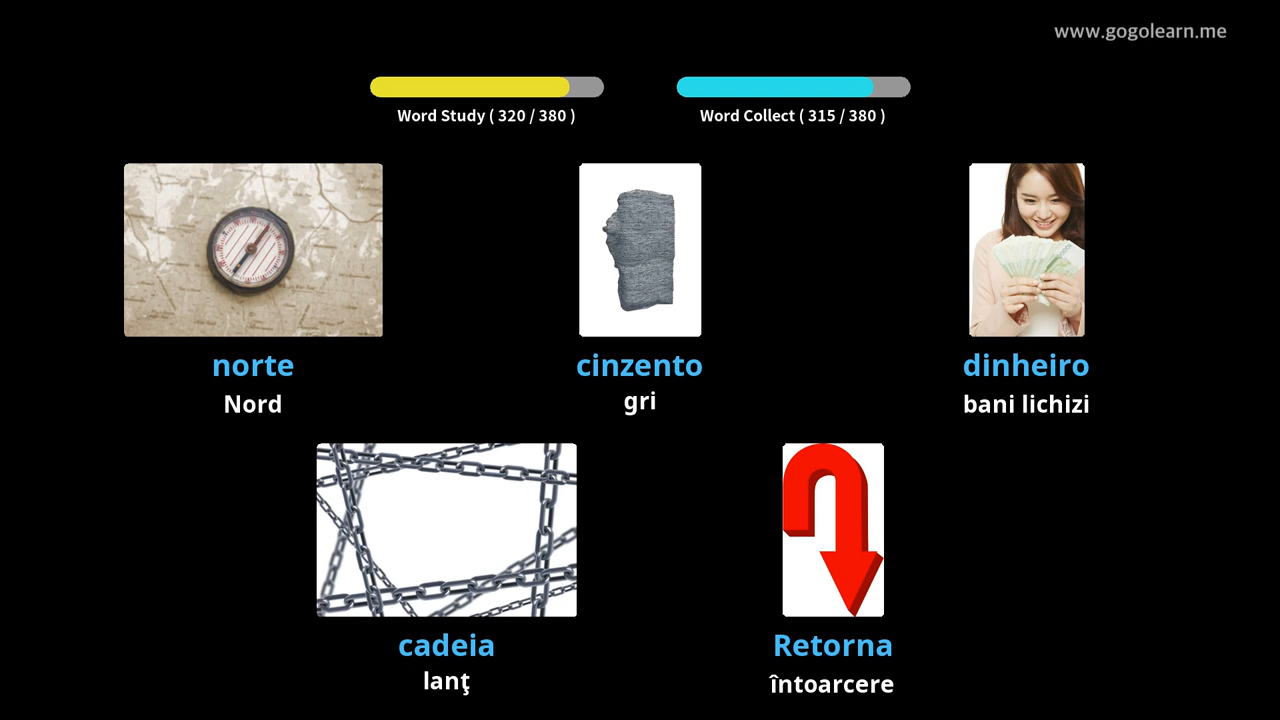 www.gogolearn.me
Word Study ( 320 / 380 )
Word Collect ( 315 / 380 )
norte
Nord
cinzento
gri
dinheiro
bani lichizi
cadeia
lanţ
Retorna
întoarcere